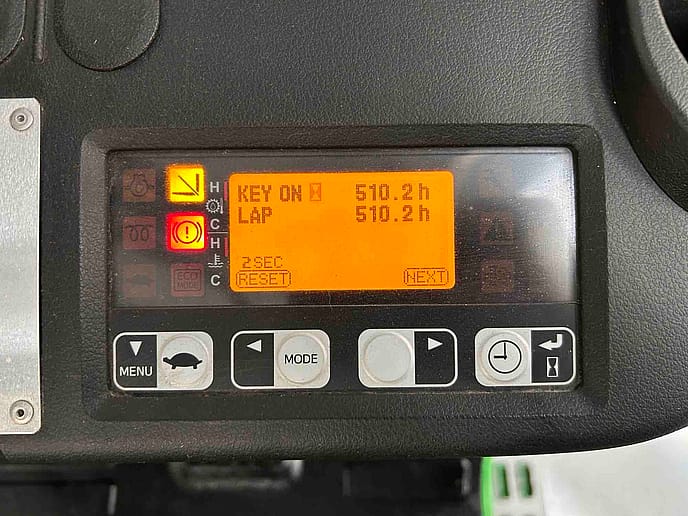 KEY ON 510.2 h
LAP 510.2 h
2SEC
RESET NEXT
H
C
H
C
ECO
MODE
MENU
MODE